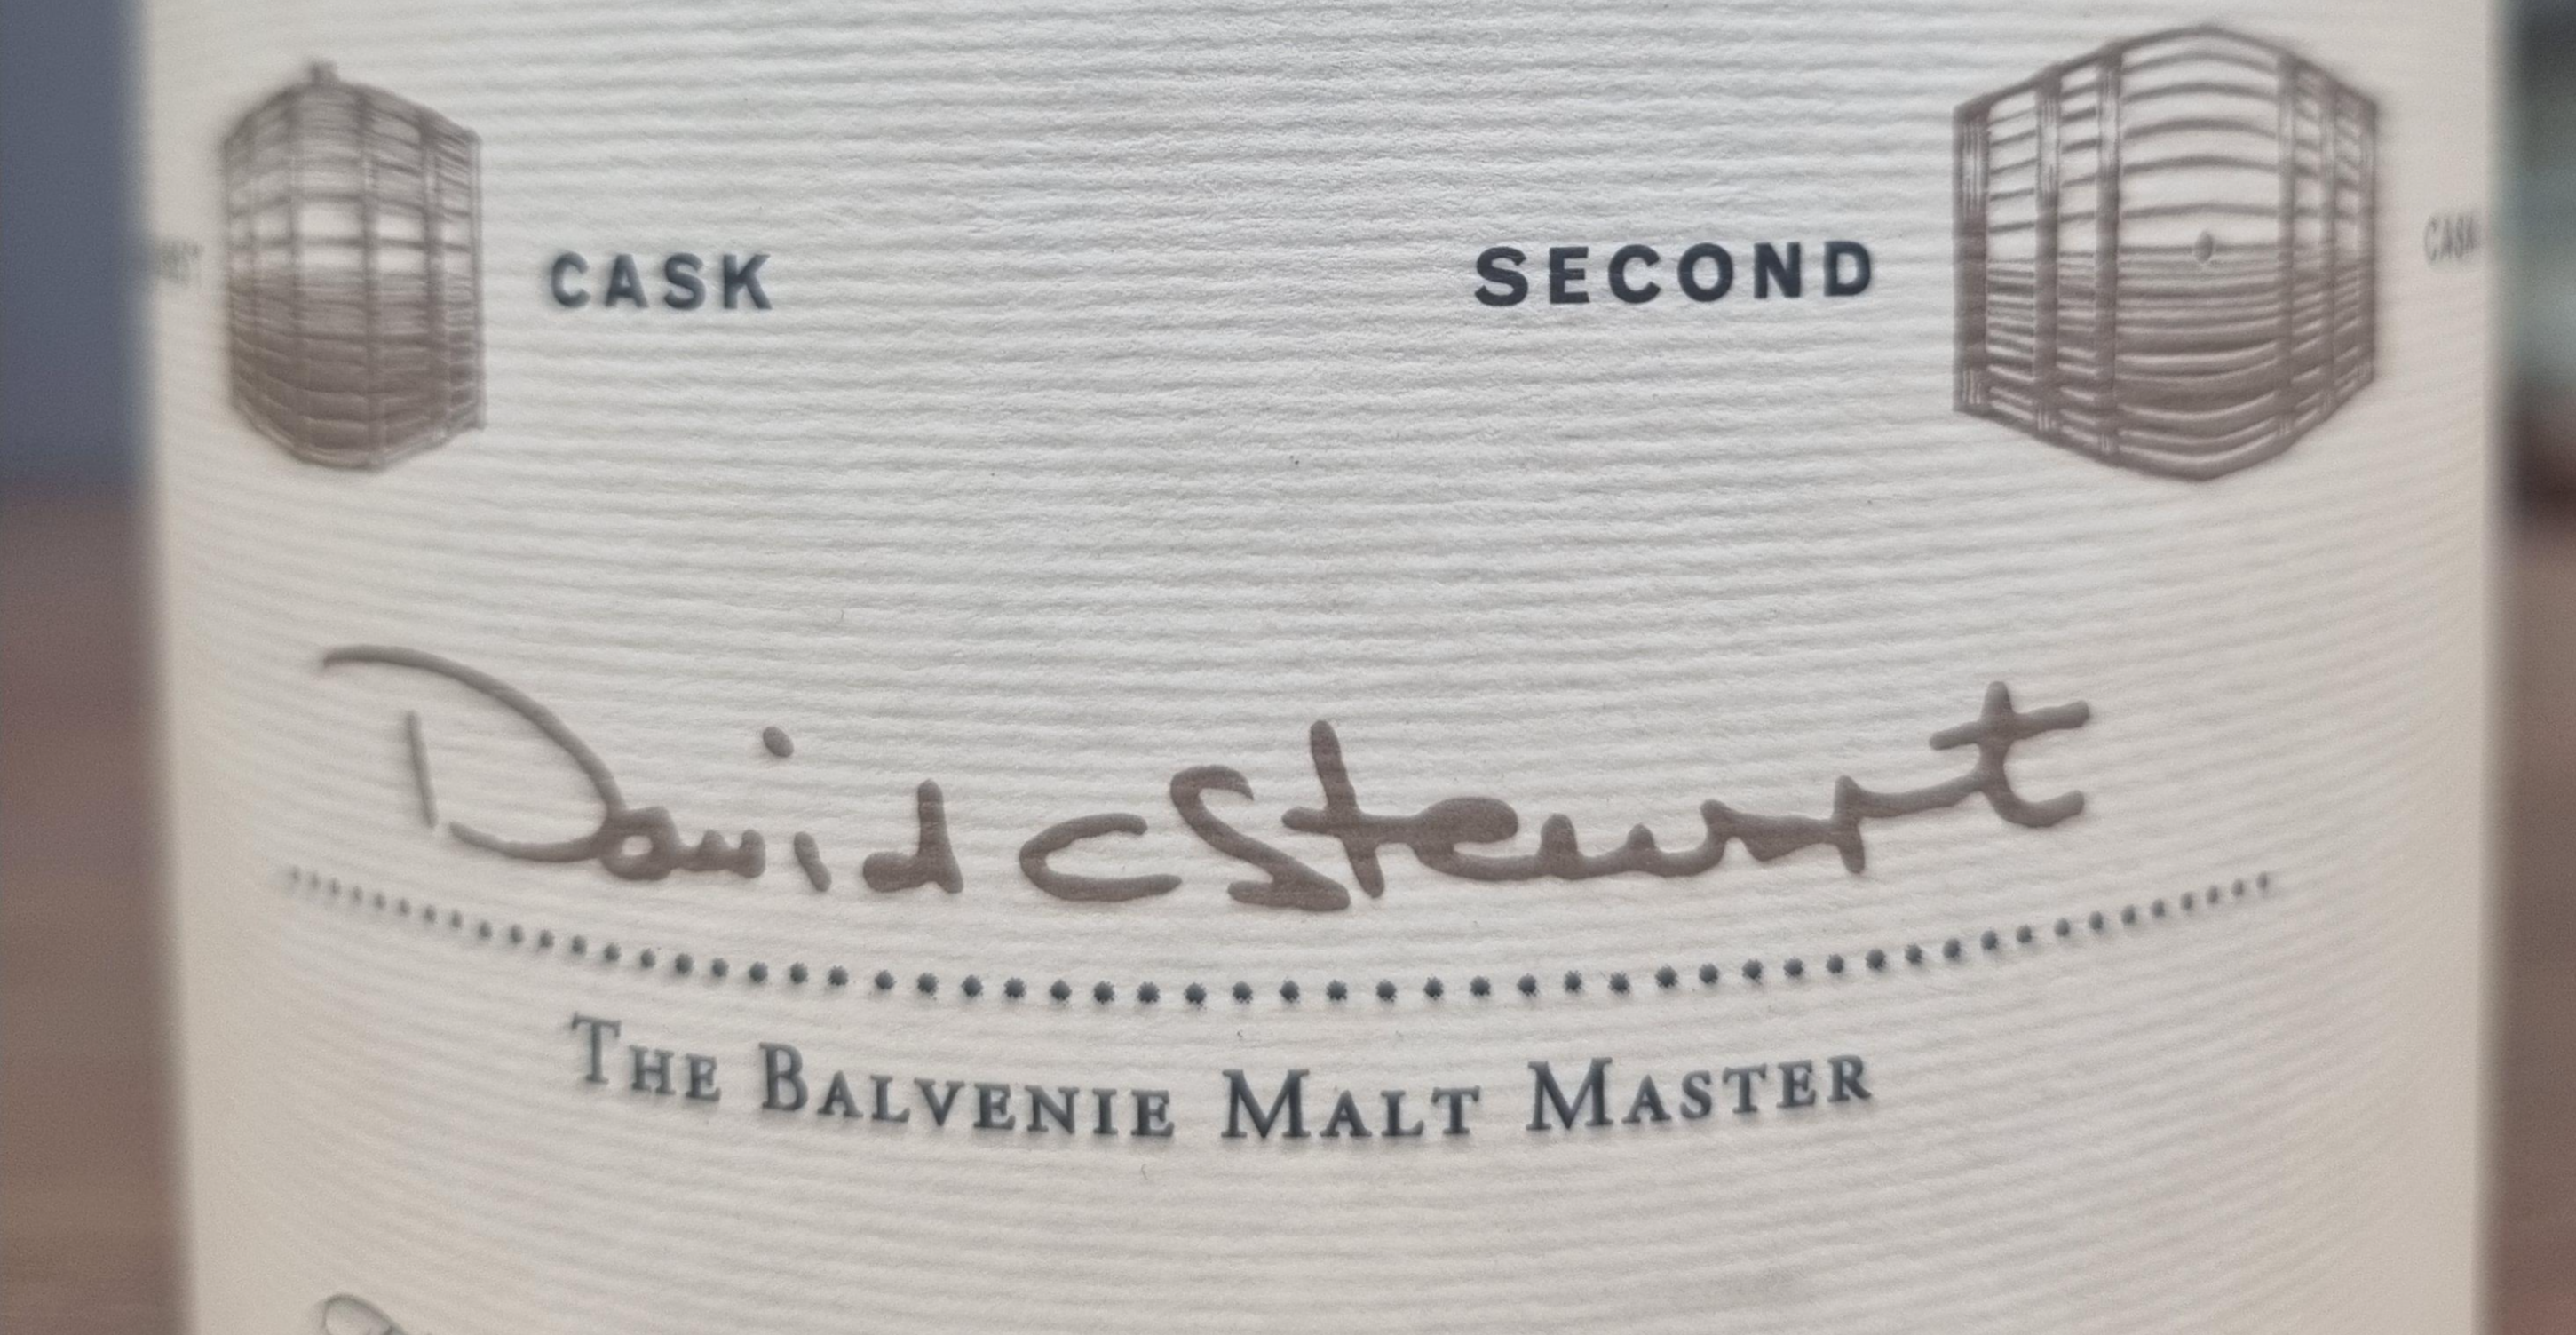 CASK SECOND
David C Stewart
THE BALVENIE MALT MASTER